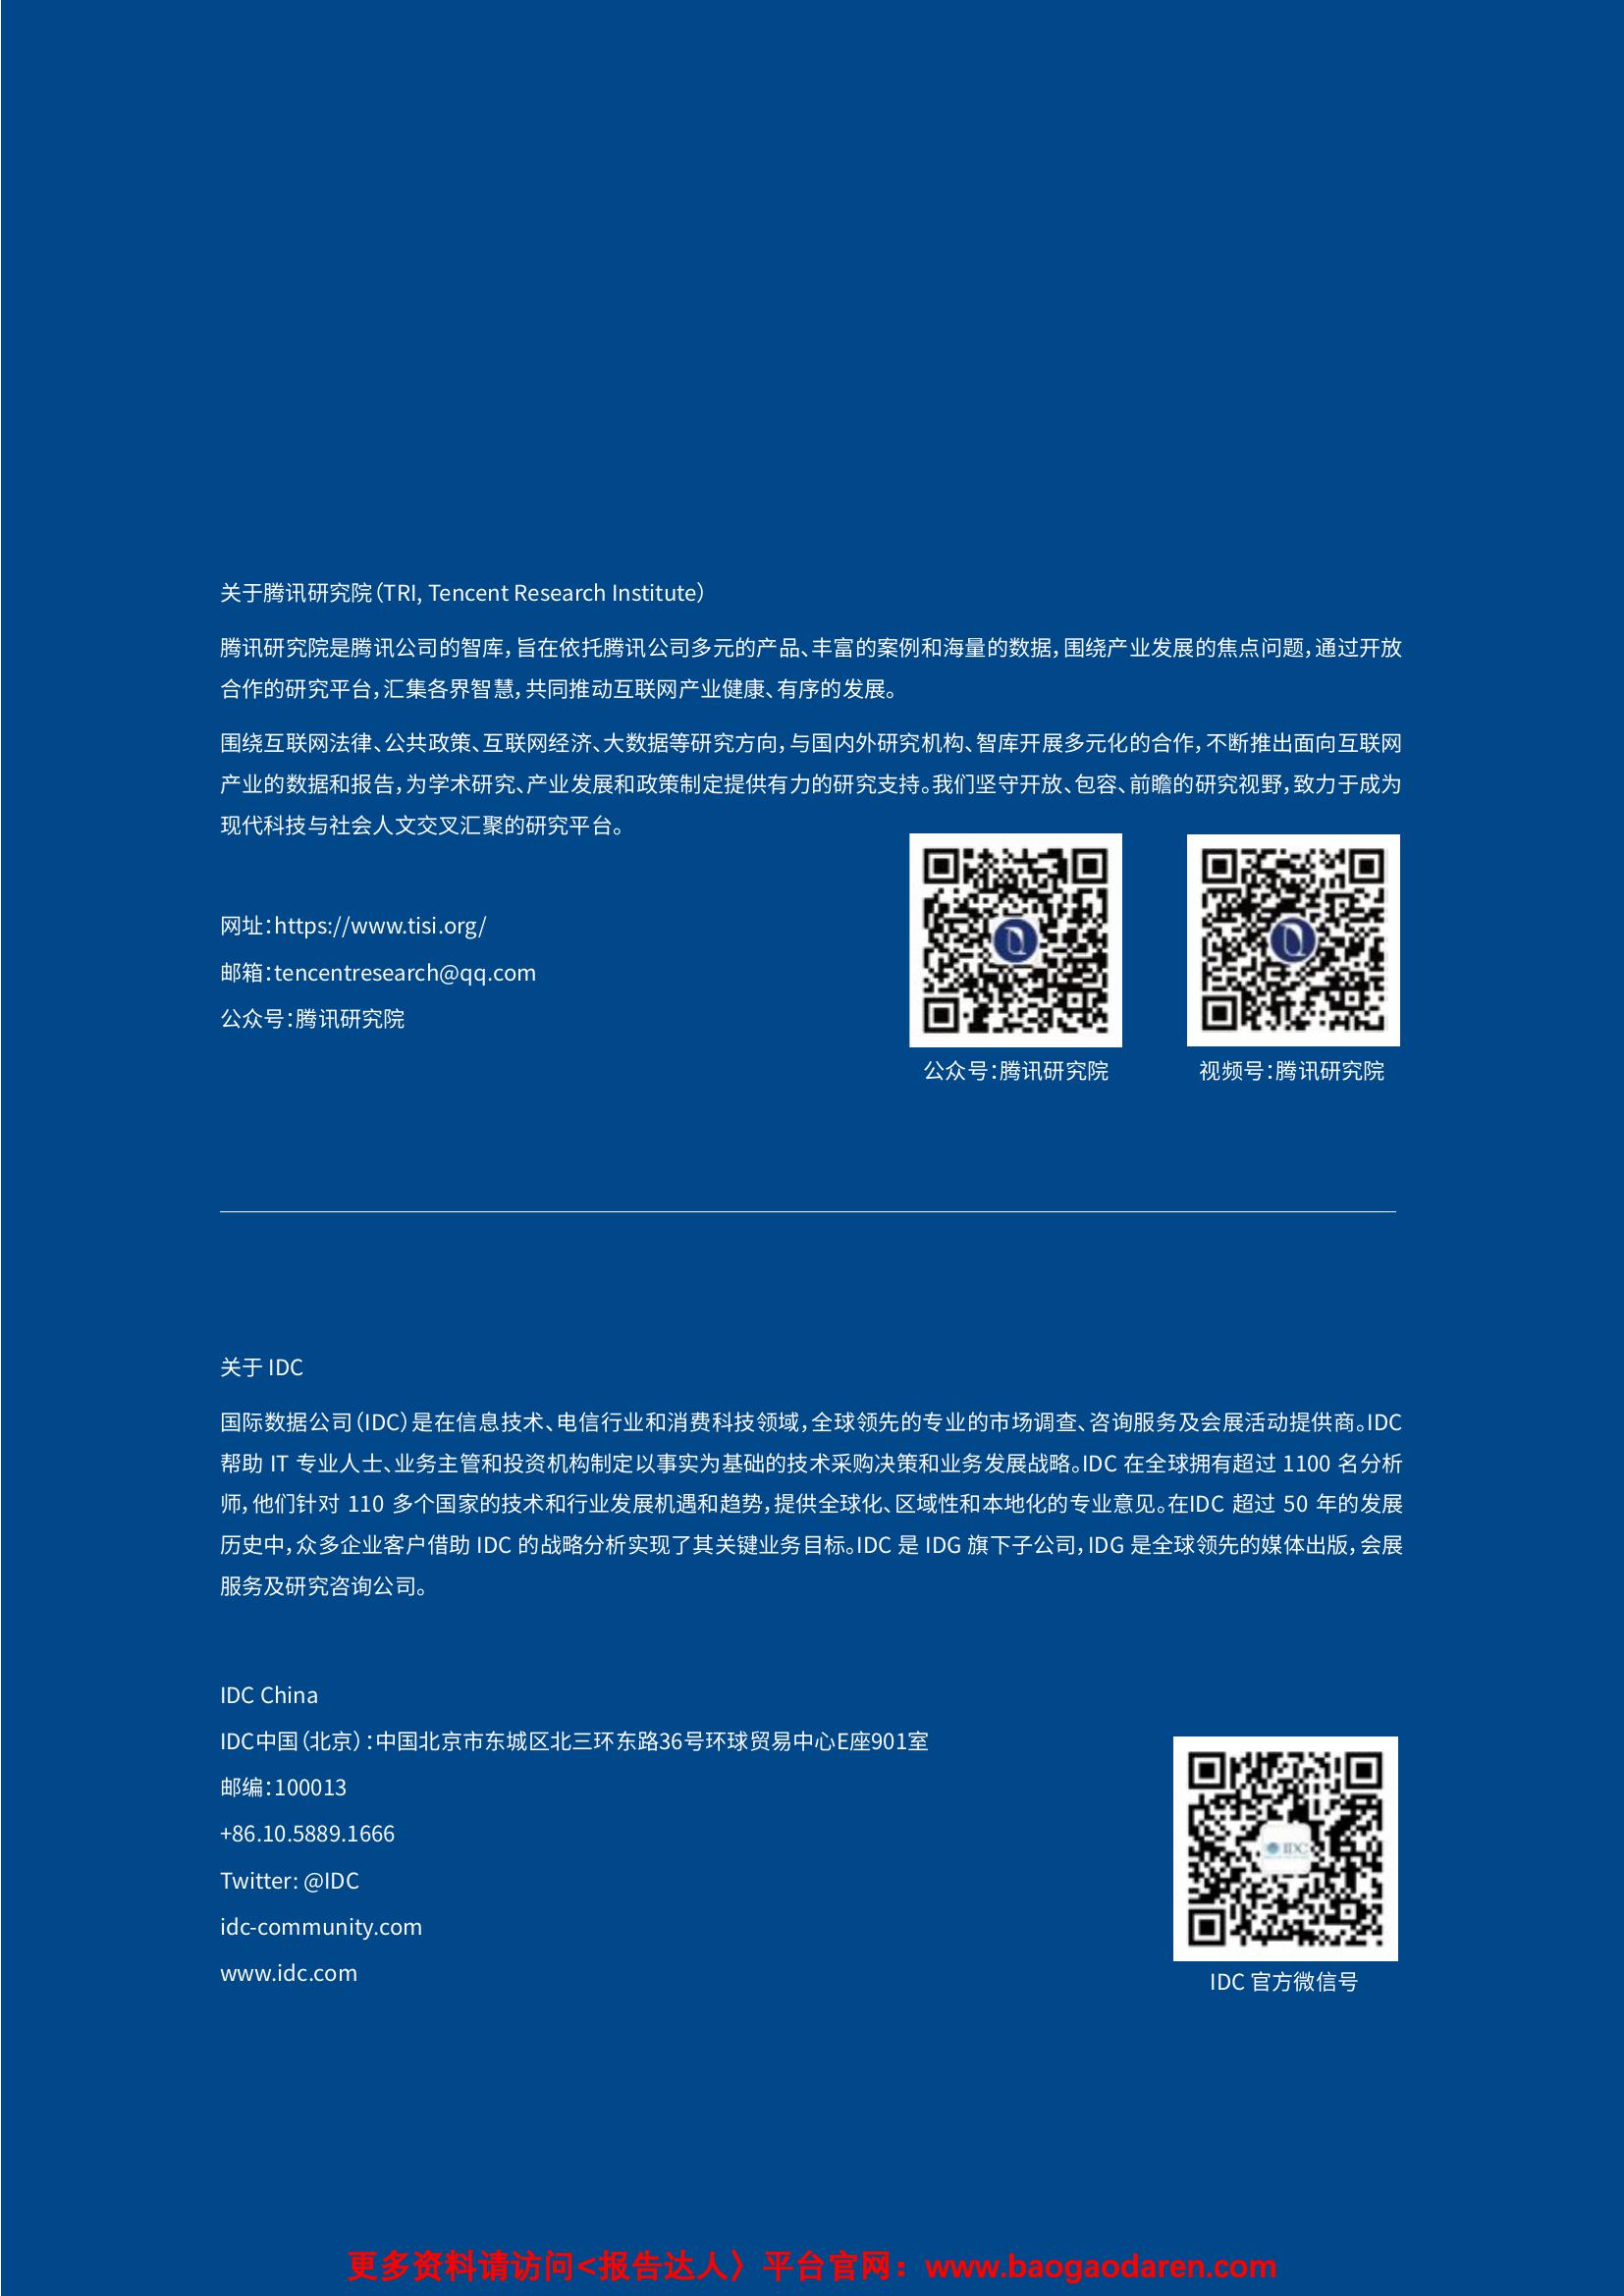 关于腾讯研究院（TRI, Tencent Research Institute）
腾讯研究院是腾讯公司的智库，旨在依托腾讯公司多元的产品、丰富的案例和海量的数据，围绕产业发展的焦点问题，通过开放
合作的研究平台，汇集各界智慧，共同推动互联网产业健康、有序的发展。
围绕互联网法律、公共政策、互联网经济、大数据等研究方向，与国内外研究机构、智库开展多元化的合作，不断推出面向互联网
产业的数据和报告，为学术研究、产业发展和政策制定提供有力的研究支持。我们坚守开放、包容、前瞻的研究视野，致力于成为
现代科技与社会人文交叉汇聚的研究平台。
网址：https://www.tisi.org/
邮箱：tencentresearch@qq.com
公众号：腾讯研究院
公众号：腾讯研究院
视频号：腾讯研究院
关于 IDC
国际数据公司（IDC）是在信息技术、电信行业和消费科技领域，全球领先的专业的市场调查、咨询服务及会展活动提供商。IDC
帮助 IT 专业人士、业务主管和投资机构制定以事实为基础的技术采购决策和业务发展战略。IDC 在全球拥有超过 1100 名分析
师，他们针对 110 多个国家的技术和行业发展机遇和趋势，提供全球化、区域性和本地化的专业意见。在IDC 超过 50 年的发展
历史中，众多企业客户借助 IDC 的战略分析实现了其关键业务目标。IDC 是 IDG 旗下子公司，IDG 是全球领先的媒体出版，会展
服务及研究咨询公司。
IDC China
IDC中国（北京）：中国北京市东城区北三环东路36号环球贸易中心E座901室
邮编：100013
+86.10.5889.1666
Twitter: @IDC
idc-community.com
www.idc.com
IDC
IDC 官方微信号
更多资料请访问<报告达人〉平台官网：www.baogaodaren.com